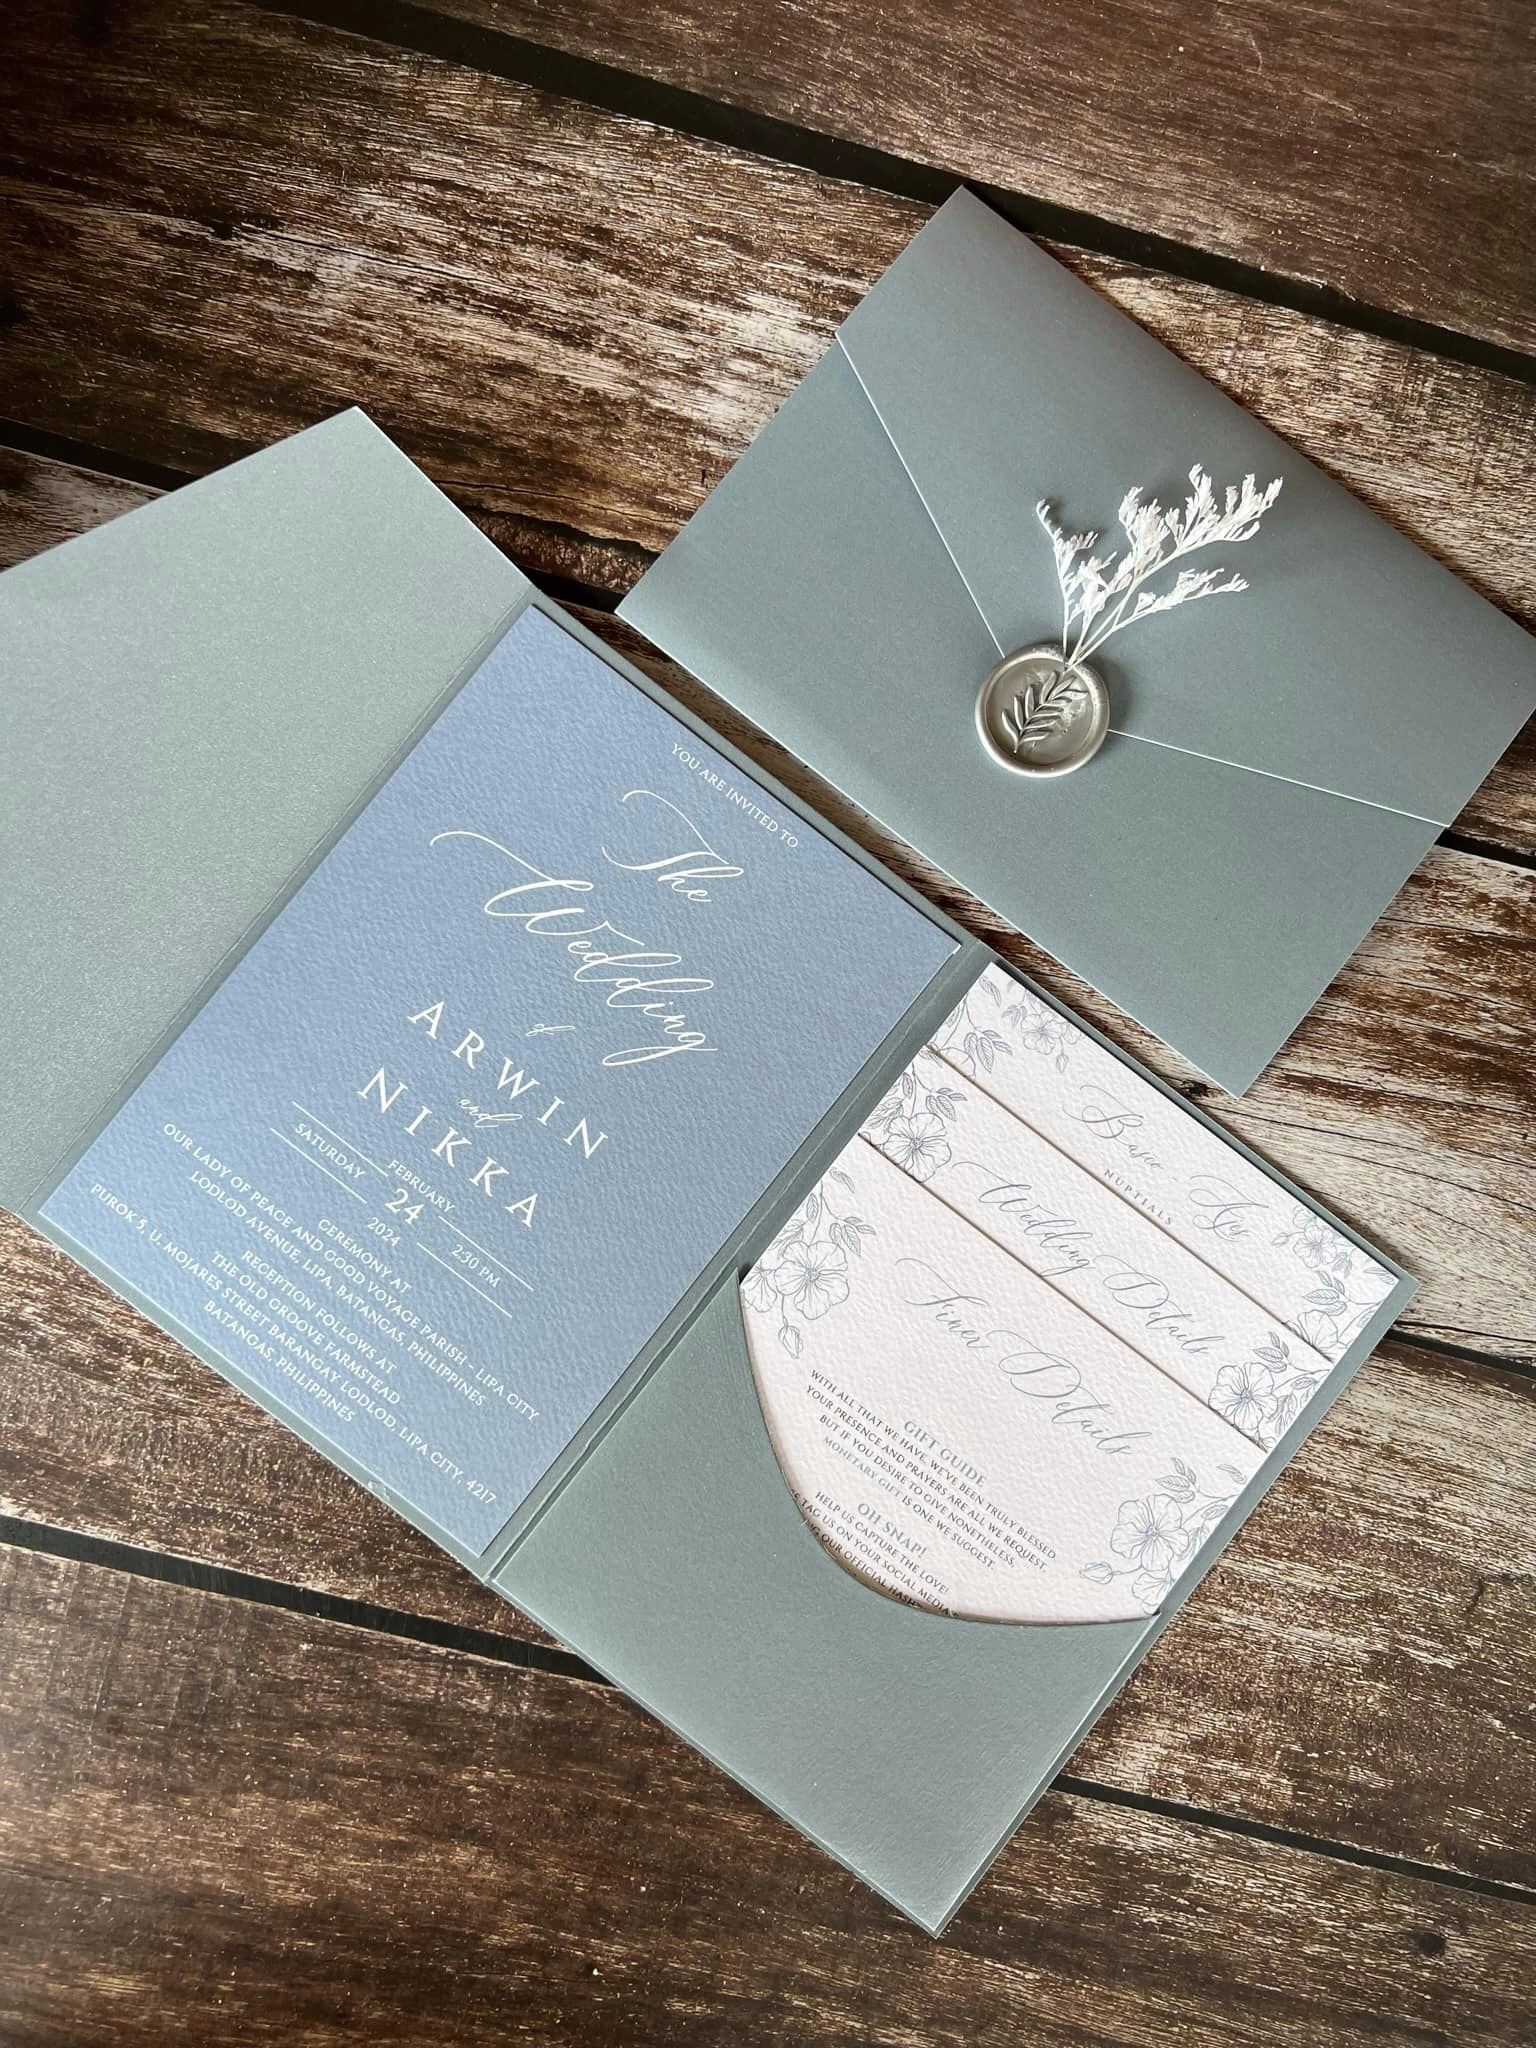 YOU ARE INVITED TO
The
Wedding
of
ARWIN
and
NIKKA
FEBRUARY
SATURDAY 24 2:30 PM
2024
CEREMONY AT
OUR LADY OF PEACE AND GOOD VOYAGE PARISH - LIPA CITY
LODLOD AVENUE, LIPA, BATANGAS, PHILIPPINES
RECEPTION FOLLOWS AT
THE OLD GROOVE FARMSTEAD
PUROK 5, U. MOJARES STREET BARANGAY LODLOD, LIPA CITY, 4217
BATANGAS, PHILIPPINES
NUPTIALS
Wedding Details
Finer Details
GIFT GUIDE
WITH ALL THAT WE HAVE, WE'VE BEEN TRULY BLESSED
YOUR PRESENCE AND PRAYERS ARE ALL WE REQUEST.
BUT IF YOU DESIRE TO GIVE NONETHELESS,
MONETARY GIFT IS ONE WE SUGGEST.
OH SNAP!
HELP US CAPTURE THE LOVE!
TAG US ON YOUR SOCIAL MEDIA
OUR OFFICIAL